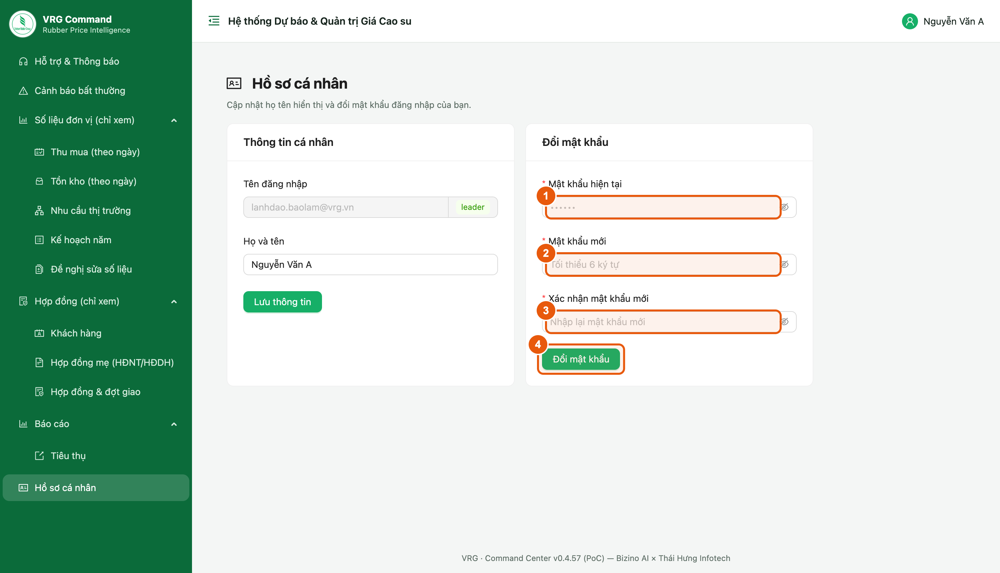 VRG Command
Rubber Price Intelligence
Vietnam Rubber Group
Hỗ trợ & Thông báo
Cảnh báo bất thường
Số liệu đơn vị (chỉ xem)
Thu mua (theo ngày)
Tồn kho (theo ngày)
Nhu cầu thị trường
Kế hoạch năm
Đề nghị sửa số liệu
Hợp đồng (chỉ xem)
Khách hàng
Hợp đồng mẹ (HĐNT/HĐDH)
Hợp đồng & đợt giao
Báo cáo
Tiêu thụ
Hồ sơ cá nhân
Hệ thống Dự báo & Quản trị Giá Cao su
Nguyễn Văn A
Hồ sơ cá nhân
Cập nhật họ tên hiển thị và đổi mật khẩu đăng nhập của bạn.
Thông tin cá nhân
Tên đăng nhập
lanhdao.baolam@vrg.vn leader
Họ và tên
Nguyễn Văn A
Lưu thông tin
Đổi mật khẩu
* Mật khẩu hiện tại
1 ••••••
* Mật khẩu mới
2 Tối thiểu 6 ký tự
* Xác nhận mật khẩu mới
3 Nhập lại mật khẩu mới
4 Đổi mật khẩu
VRG · Command Center v0.4.57 (PoC) — Bizino AI × Thái Hưng Infotech